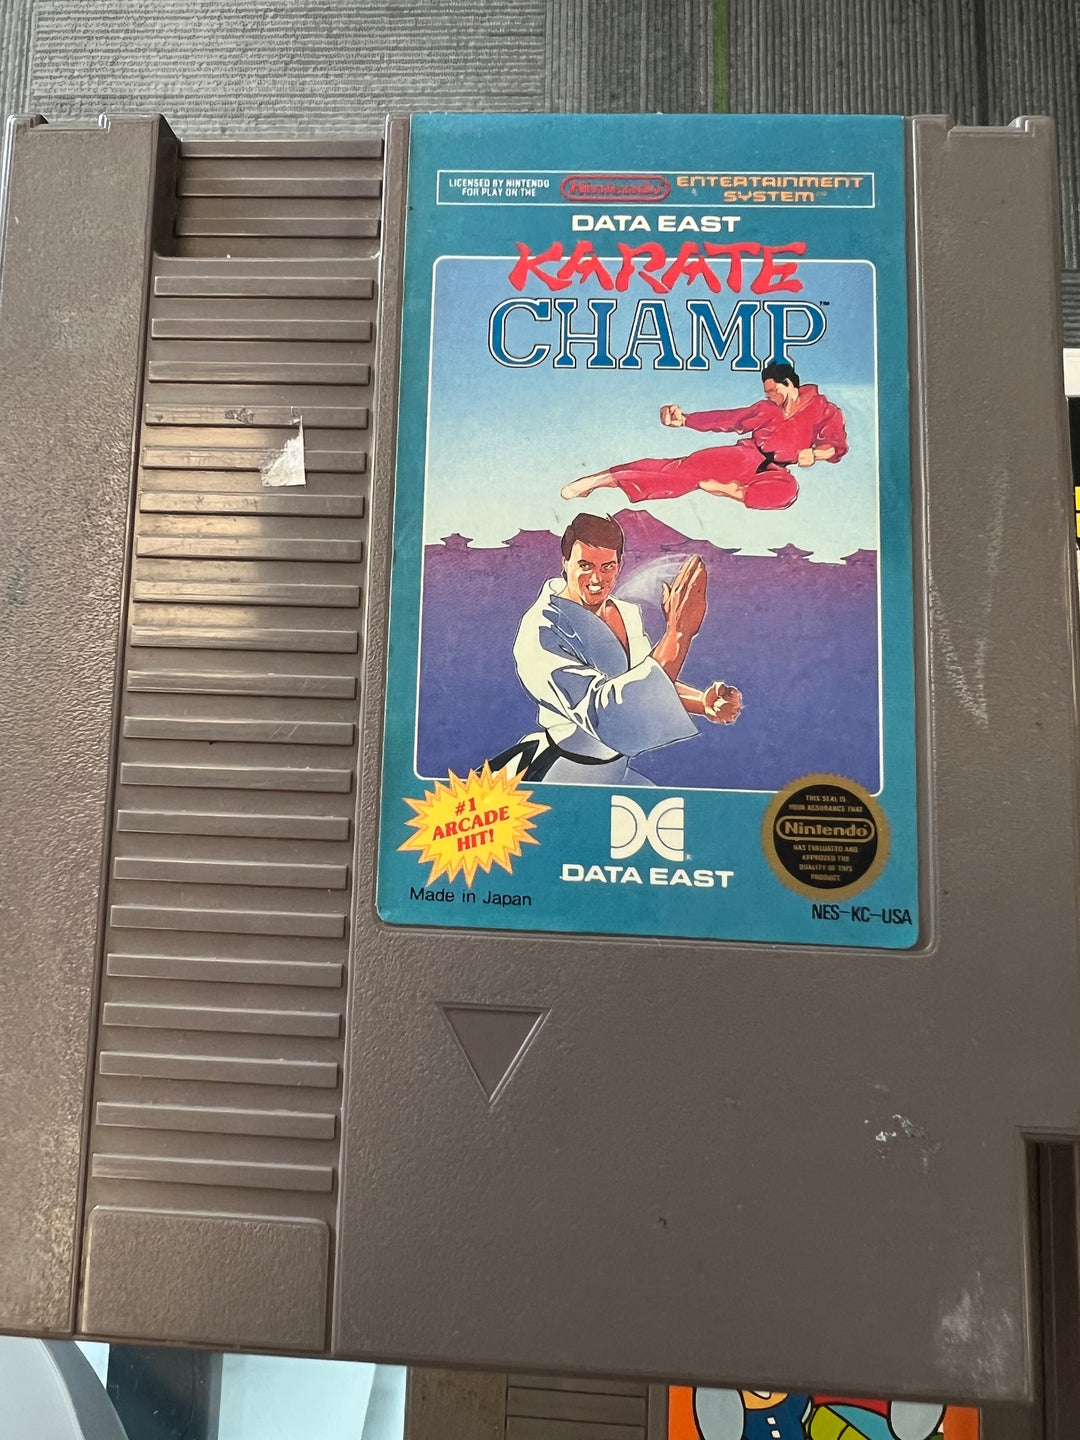 LICENSED BY NINTENDO
FOR PLAY ON THE
Nintendo
ENTERTAINMENT
SYSTEM
DATA EAST
KARATE
CHAMP™
#1
ARCADE
HIT!
DATA EAST
Made in Japan
THIS SEAL IS
YOUR ASSURANCE THAT
Nintendo
HAS EVALUATED AND
APPROVED THE
QUALITY OF THIS
PRODUCT
NES-KC-USA